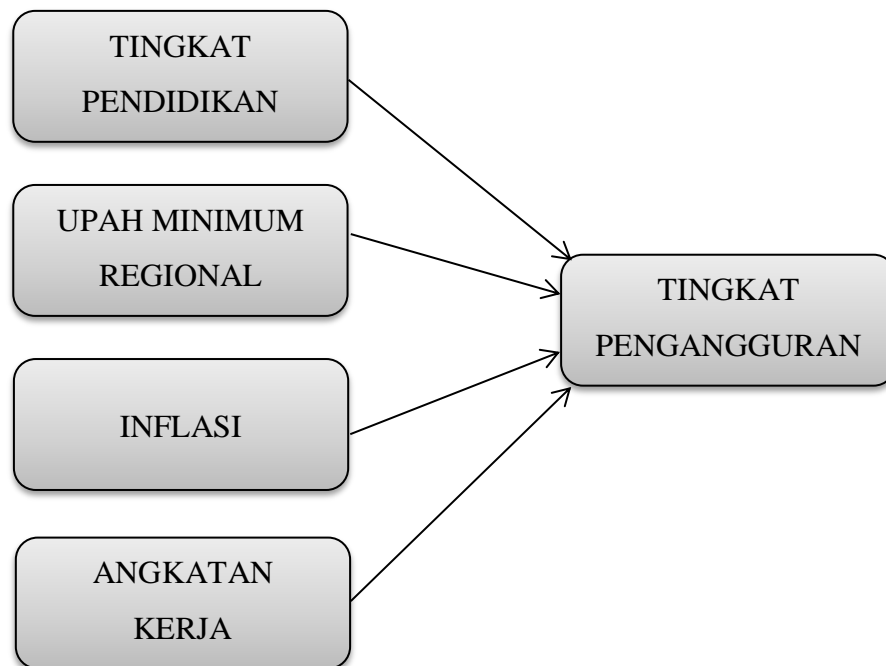 TINGKAT
PENDIDIKAN
UPAH MINIMUM
REGIONAL
INFLASI
ANGKATAN
KERJA
TINGKAT
PENGANGGURAN